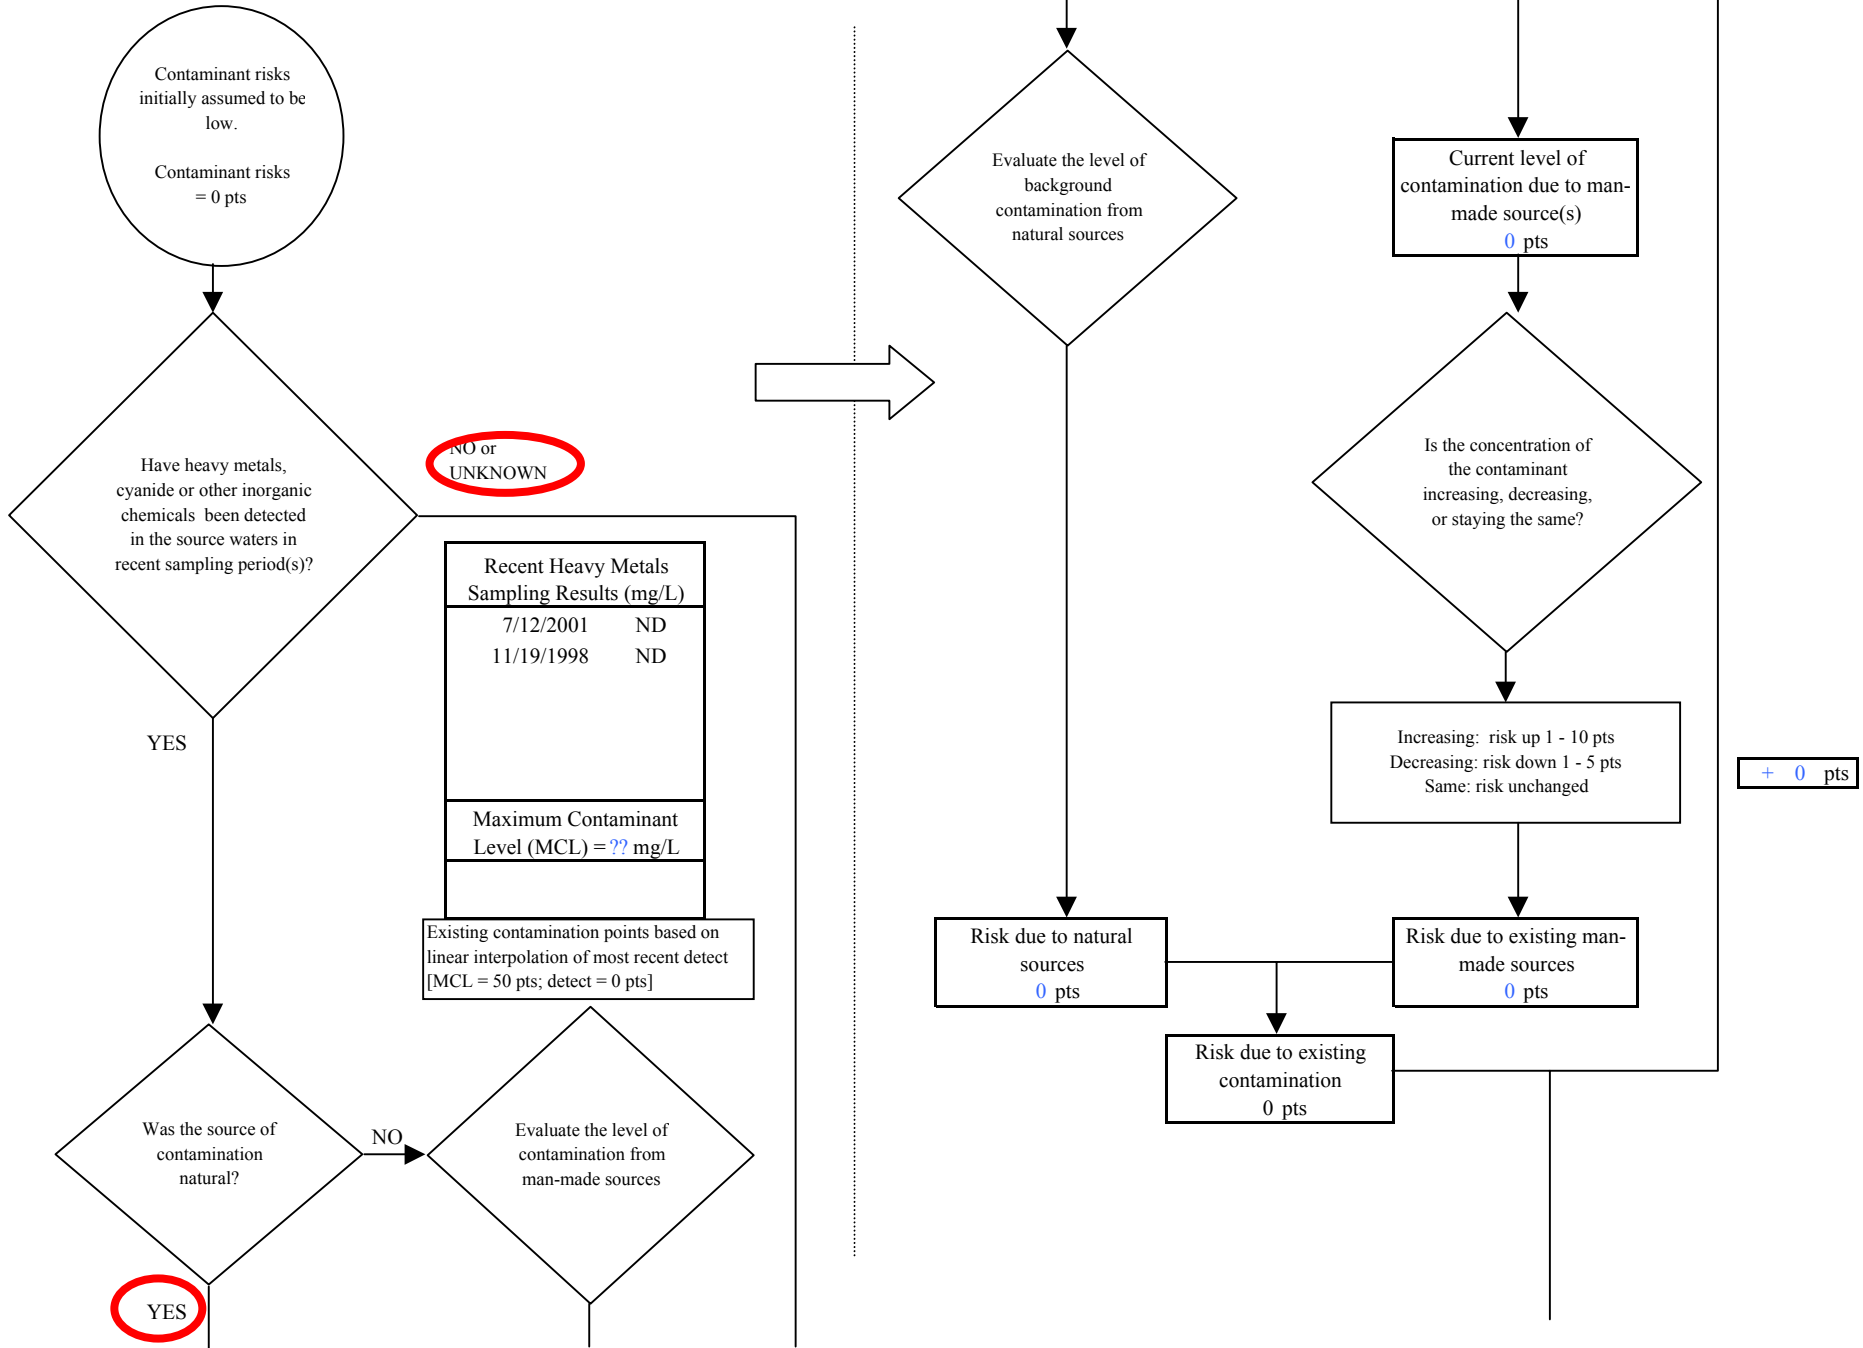 Contaminant risks
initially assumed to be
low.
Contaminant risks
= 0 pts
Have heavy metals,
cyanide or other inorganic
chemicals been detected
in the source waters in
recent sampling period(s)?
NO or
UNKNOWN
YES
Recent Heavy Metals
Sampling Results (mg/L)
7/12/2001 ND
11/19/1998 ND
Maximum Contaminant
Level (MCL) = ?? mg/L
Existing contamination points based on
linear interpolation of most recent detect
[MCL = 50 pts; detect = 0 pts]
Was the source of
contamination
natural?
NO
Evaluate the level of
contamination from
man-made sources
YES
Evaluate the level of
background
contamination from
natural sources
Current level of
contamination due to man-
made source(s)
0 pts
Is the concentration of
the contaminant
increasing, decreasing,
or staying the same?
Increasing: risk up 1 - 10 pts
Decreasing: risk down 1 - 5 pts
Same: risk unchanged
+ 0 pts
Risk due to natural
sources
0 pts
Risk due to existing man-
made sources
0 pts
Risk due to existing
contamination
0 pts